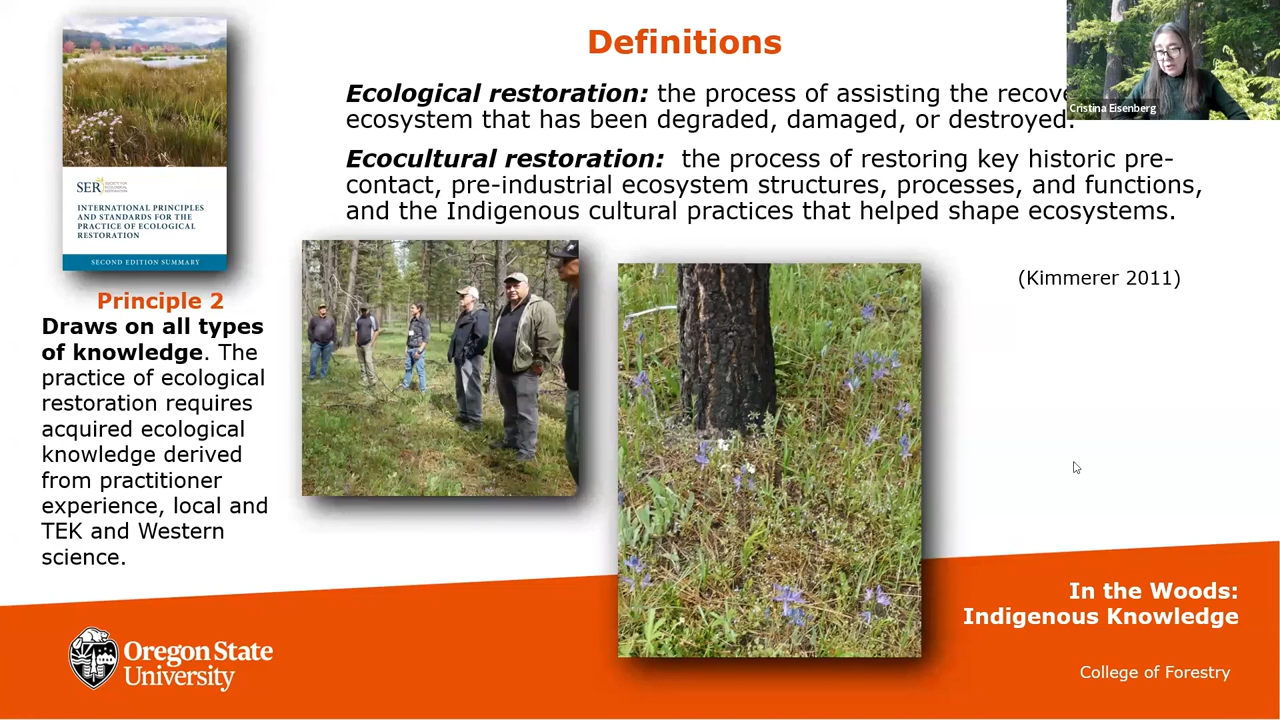 Definitions
Ecological restoration: the process of assisting the
ecosystem that has been degraded, damaged, or destroyed.
Ecocultural restoration: the process of restoring key historic pre-
contact, pre-industrial ecosystem structures, processes, and functions,
and the Indigenous cultural practices that helped shape ecosystems.
(Kimmerer 2011)
Cristina Eisenberg
SER
INTERNATIONAL PRINCIPLES
AND STANDARDS FOR THE
PRACTICE OF ECOLOGICAL
RESTORATION
SECOND EDITION SUMMARY
Principle 2
Draws on all types
of knowledge. The
practice of ecological
restoration requires
acquired ecological
knowledge derived
from practitioner
experience, local and
TEK and Western
science.
Oregon State
University
In the Woods:
Indigenous Knowledge
College of Forestry